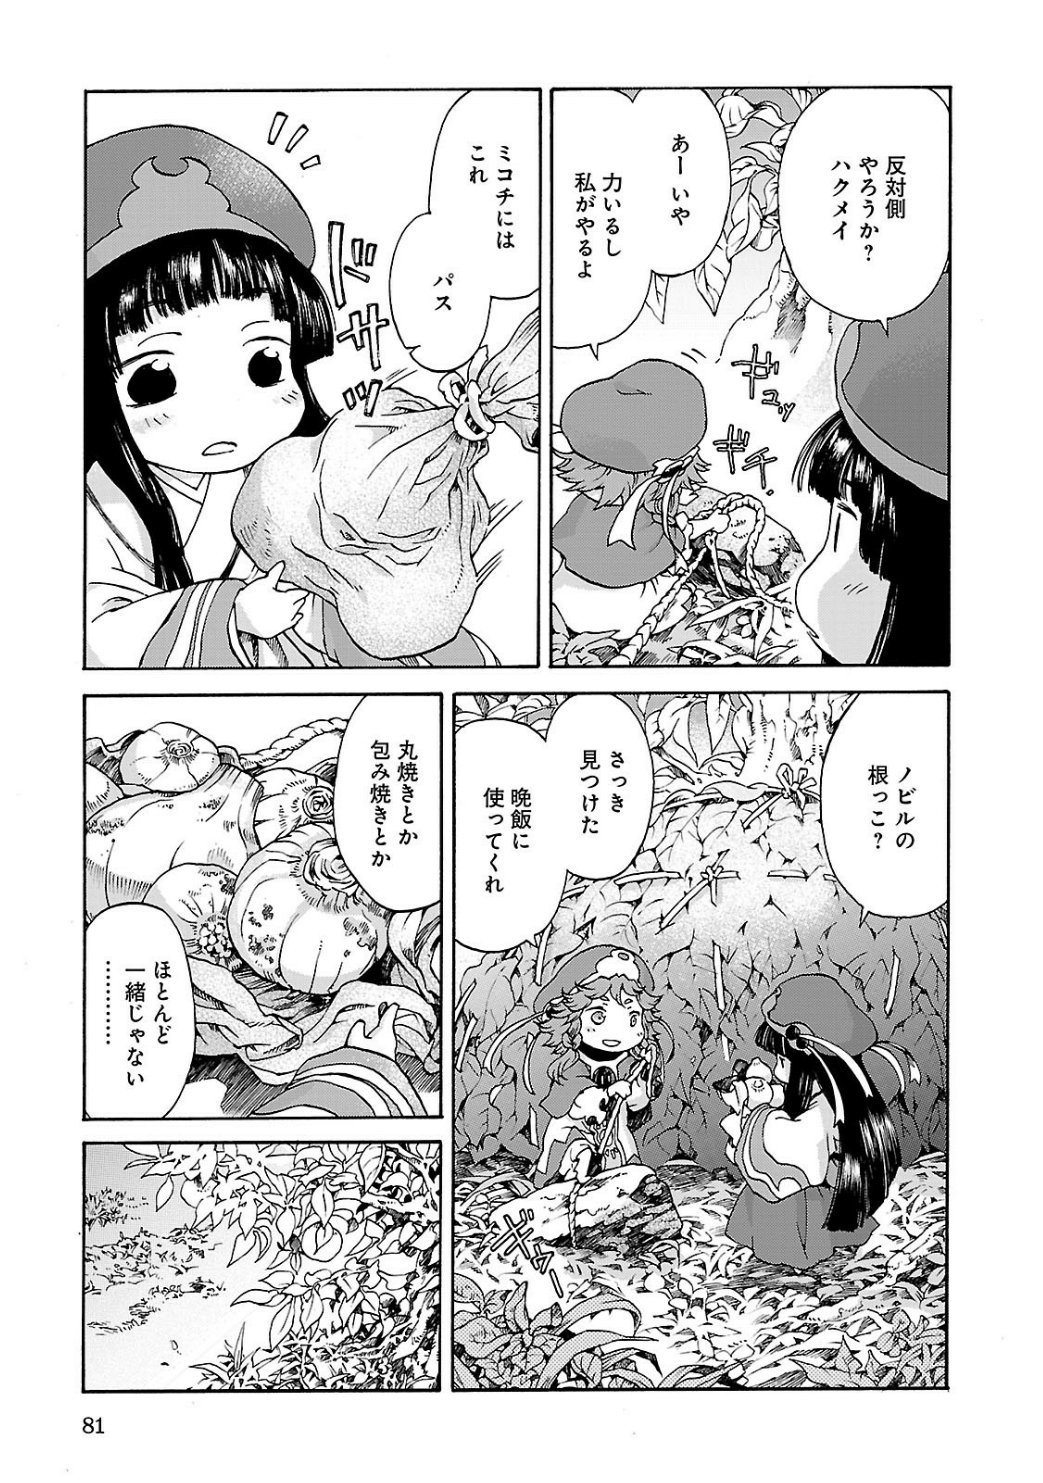 反対側
やろうか？
ハクメイ
あー いや
力いるし
私がやるよ
ギュッ
ギチ、
ミコチには
これ
パス
ドサッ
ノビルの
根っこ？
さっき
見つけた
晩飯に
使ってくれ
ギュー
丸焼きとか
包み焼きとか
ほとんど
一緒じゃない
…………
81